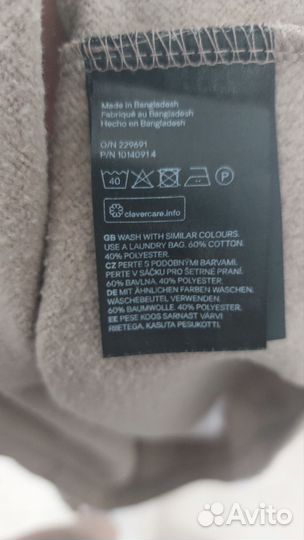 Made in Bangladesh
Fabriqué au Bangladesh
Hecho en Bangladesh
O/N 229691
P/N 1014091.4
40 P
clevercare.info
GB WASH WITH SIMILAR COLOURS.
USE A LAUNDRY BAG. 60% COTTON.
40% POLYESTER.
CZ PERTE S PODOBNÝMI BARVAMI.
PERTE V SÁČKU PRO ŠETRNÉ PRANÍ.
60% BAVLNA. 40% POLYESTER.
DE MIT ÄHNLICHEN FARBEN WASCHEN.
WÄSCHEBEUTEL VERWENDEN.
60% BAUMWOLLE. 40% POLYESTER.
EE PESE KOOS SARNAST VÄRVI
RIIETEGA. KASUTA PESUKOTTI.
Avito